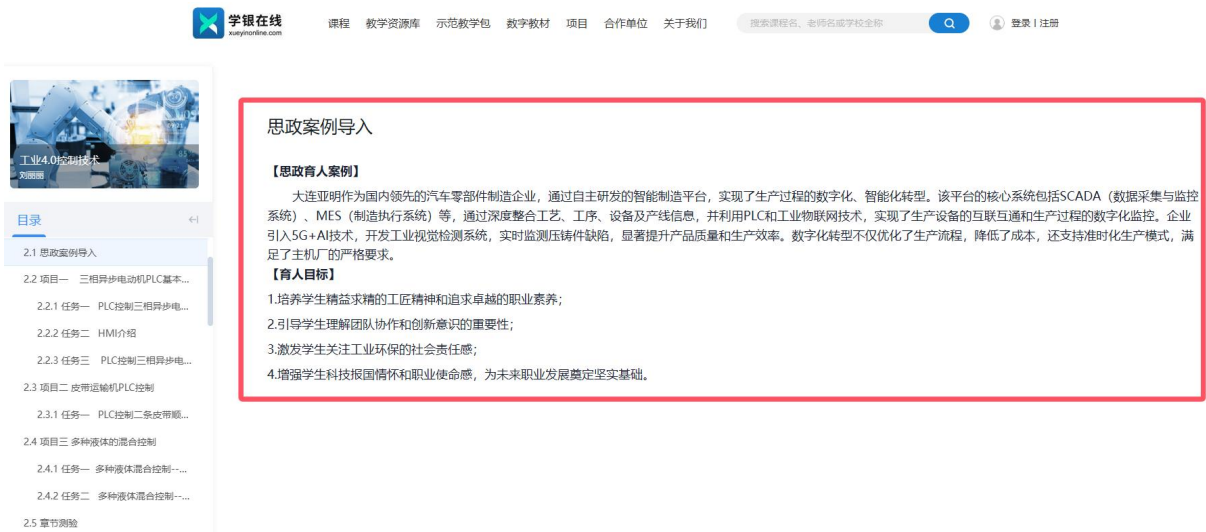 学银在线
xueyinonline.com
课程 教学资源库 示范教学包 数字教材 项目 合作单位 关于我们
搜索课程名、老师名或学校全称
登录 | 注册
工业4.0控制技术
刘丽丽
目录
2.1 思政案例导入
2.2 项目一 三相异步电动机PLC基本...
2.2.1 任务一 PLC控制三相异步电...
2.2.2 任务二 HMI介绍
2.2.3 任务三 PLC控制三相异步电...
2.3 项目二 皮带运输机PLC控制
2.3.1 任务一 PLC控制二条皮带顺...
2.4 项目三 多种液体的混合控制
2.4.1 任务一 多种液体混合控制--...
2.4.2 任务二 多种液体混合控制--...
2.5 章节测验
思政案例导入
【思政育人案例】
大连亚明作为国内领先的汽车零部件制造企业，通过自主研发的智能制造平台，实现了生产过程的数字化、智能化转型。该平台的核心系统包括SCADA（数据采集与监控
系统）、MES（制造执行系统）等，通过深度整合工艺、工序、设备及产线信息，并利用PLC和工业物联网技术，实现了生产设备的互联互通和生产过程的数字化监控。企业
引入5G+AI技术，开发工业视觉检测系统，实时监测压铸件缺陷，显著提升产品质量和生产效率。数字化转型不仅优化了生产流程，降低了成本，还支持准时化生产模式，满
足了主机厂的严格要求。
【育人目标】
1.培养学生精益求精的工匠精神和追求卓越的职业素养；
2.引导学生理解团队协作和创新意识的重要性；
3.激发学生关注工业环保的社会责任感；
4.增强学生科技报国情怀和职业使命感，为未来职业发展奠定坚实基础。